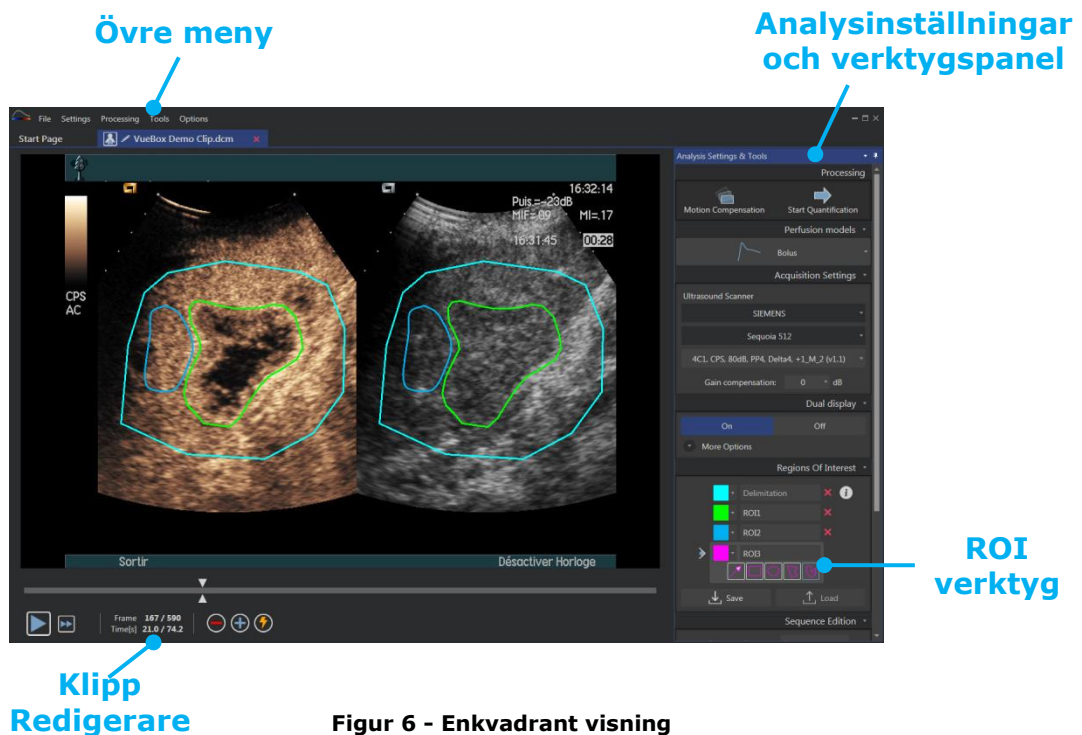 Övre meny
Analysinställningar
och verktygspanel
File Settings Processing Tools Options
Start Page
VueBox Demo Clip.dcm
Analysis Settings & Tools
Processing
Motion Compensation
Start Quantification
Perfusion models
Bolus
Acquisition Settings
Ultrasound Scanner
SIEMENS
Sequoia 512
4C1, CPS, 80dB, PP4, Delta4, +1_M_2 (v1.1)
Gain compensation: 0 dB
Dual display
On Off
More Options
Regions Of Interest
Delimitation
ROI1
ROI2
ROI3
Save Load
Sequence Edition
16:32:14
Puis.=-23dB
MIF=.09 MI=.17
16:31:45 00:28
CPS
AC
Sortir
Désactiver Horloge
Frame 167 / 590
Time[s] 21.0 / 74.2
ROI
verktyg
Klipp
Redigerare
Figur 6 - Enkvadrant visning